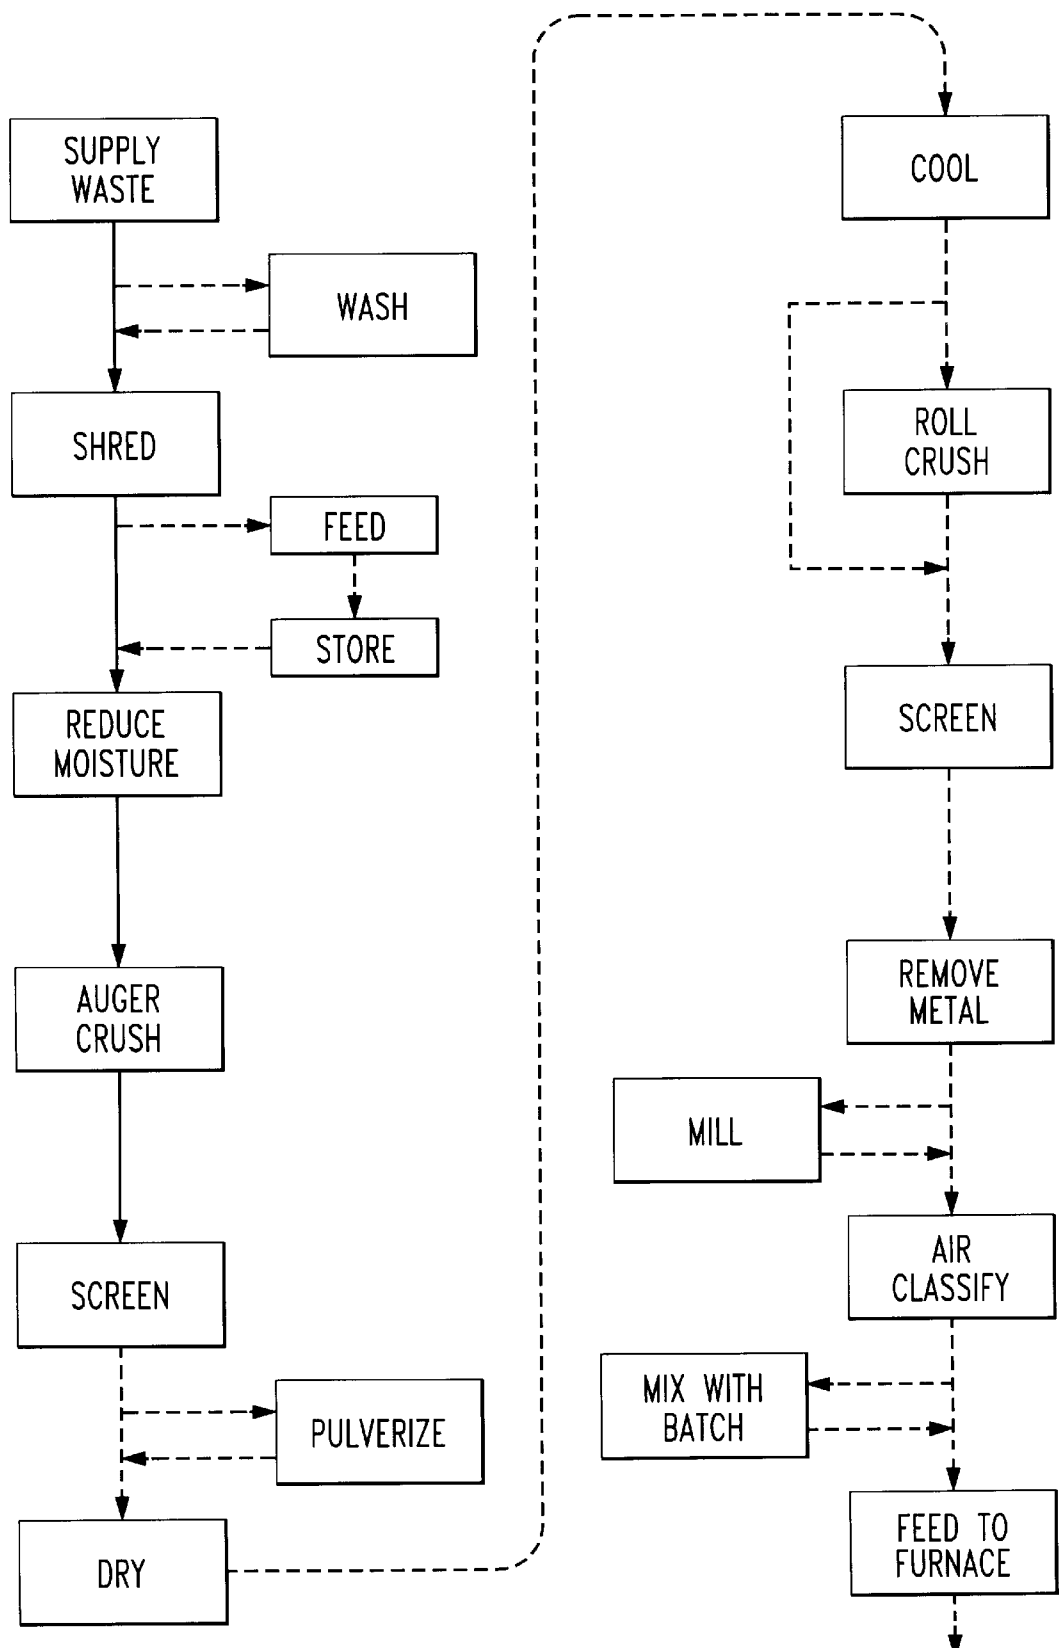 SUPPLY
WASTE
WASH
SHRED
FEED
STORE
REDUCE
MOISTURE
AUGER
CRUSH
SCREEN
PULVERIZE
DRY
COOL
ROLL
CRUSH
SCREEN
REMOVE
METAL
MILL
AIR
CLASSIFY
MIX WITH
BATCH
FEED TO
FURNACE